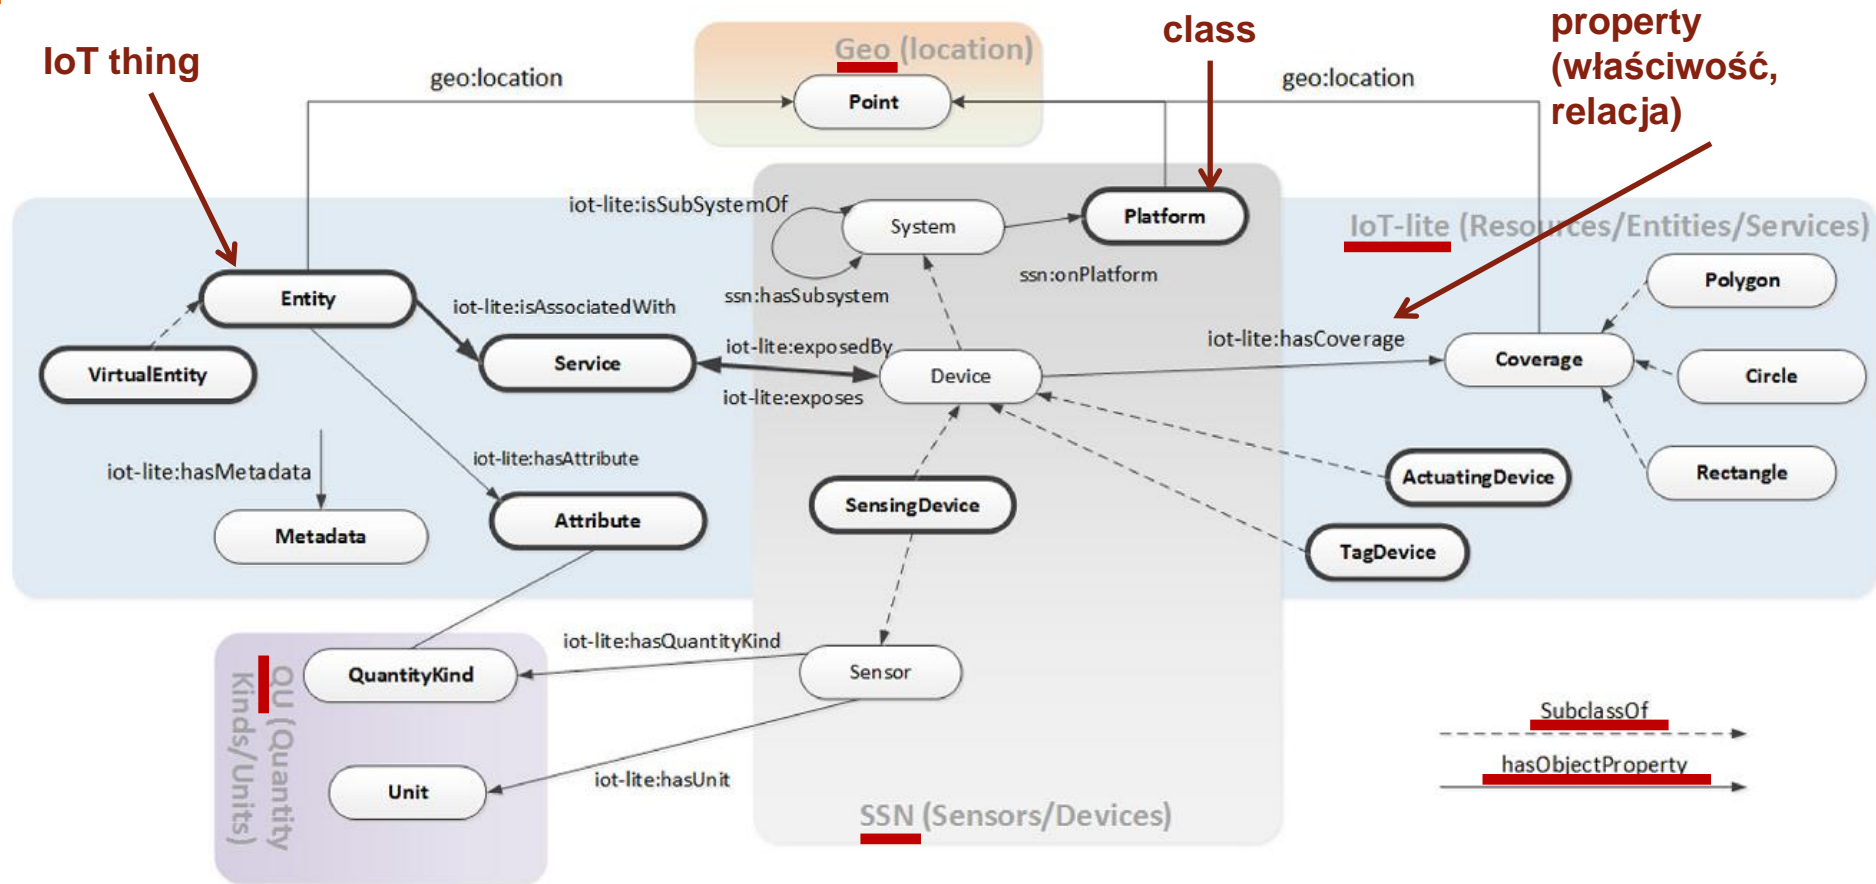 IoT thing
class
property
(właściwość,
relacja)
Geo (location)
geo:location
geo:location
Point
iot-lite:isSubSystemOf
System
Platform
IoT-lite (Resources/Entities/Services)
ssn:onPlatform
ssn:hasSubsystem
Entity
iot-lite:isAssociatedWith
Polygon
VirtualEntity
Service
iot-lite:exposedBy
iot-lite:exposes
Device
iot-lite:hasCoverage
Coverage
Circle
iot-lite:hasMetadata
iot-lite:hasAttribute
Metadata
Attribute
SensingDevice
ActuatingDevice
Rectangle
TagDevice
QU (Quantity
Kinds/Units)
iot-lite:hasQuantityKind
QuantityKind
Sensor
Unit
iot-lite:hasUnit
SSN (Sensors/Devices)
SubclassOf
hasObjectProperty